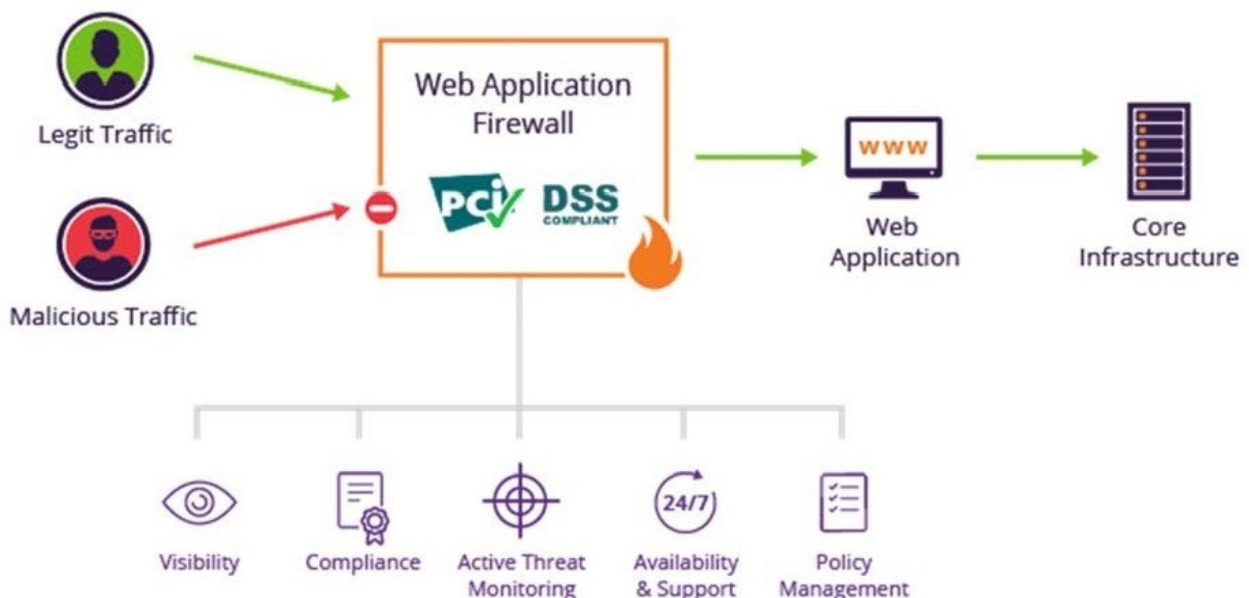 Legit Traffic
Malicious Traffic
Web Application
Firewall
PCi
DSS
COMPLIANT
www
Web
Application
Core
Infrastructure
Visibility
Compliance
Active Threat
Monitoring
24/7
Availability
& Support
Policy
Management